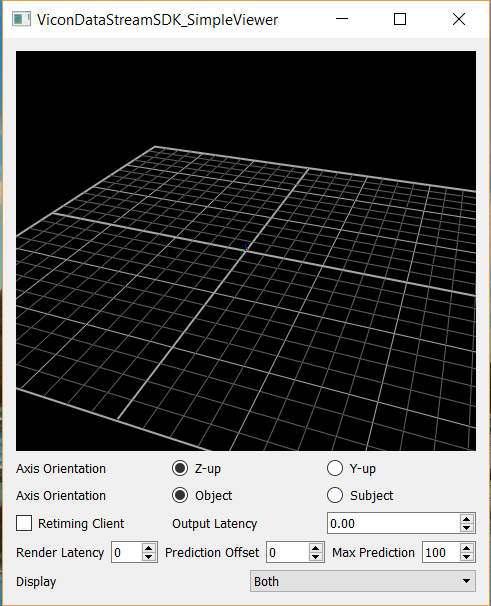 ViconDataStreamSDK_SimpleViewer
Axis Orientation Z-up Y-up
Axis Orientation Object Subject
Retiming Client Output Latency 0.00
Render Latency 0 Prediction Offset 0 Max Prediction 100
Display Both